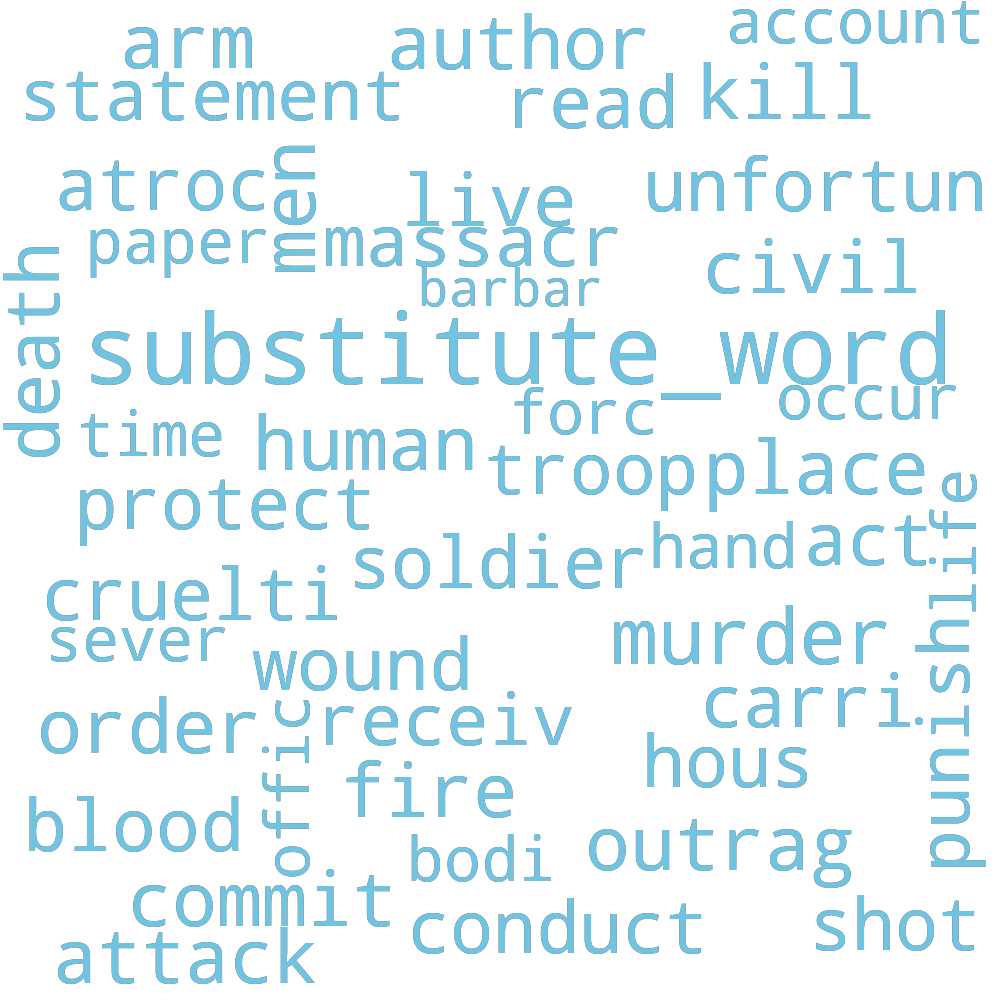 account
arm
author
statement
read
kill
men
atroc
live
unfortun
paper
massacr
death
civil
barbar
substitute_word
occur
forc
time
human
troop
place
protect
life
hand
act
soldier
cruelti
sever
murder
wound
carri
punish
order
receiv
offic
hous
fire
blood
outrag
bodi
commit
conduct
shot
attack